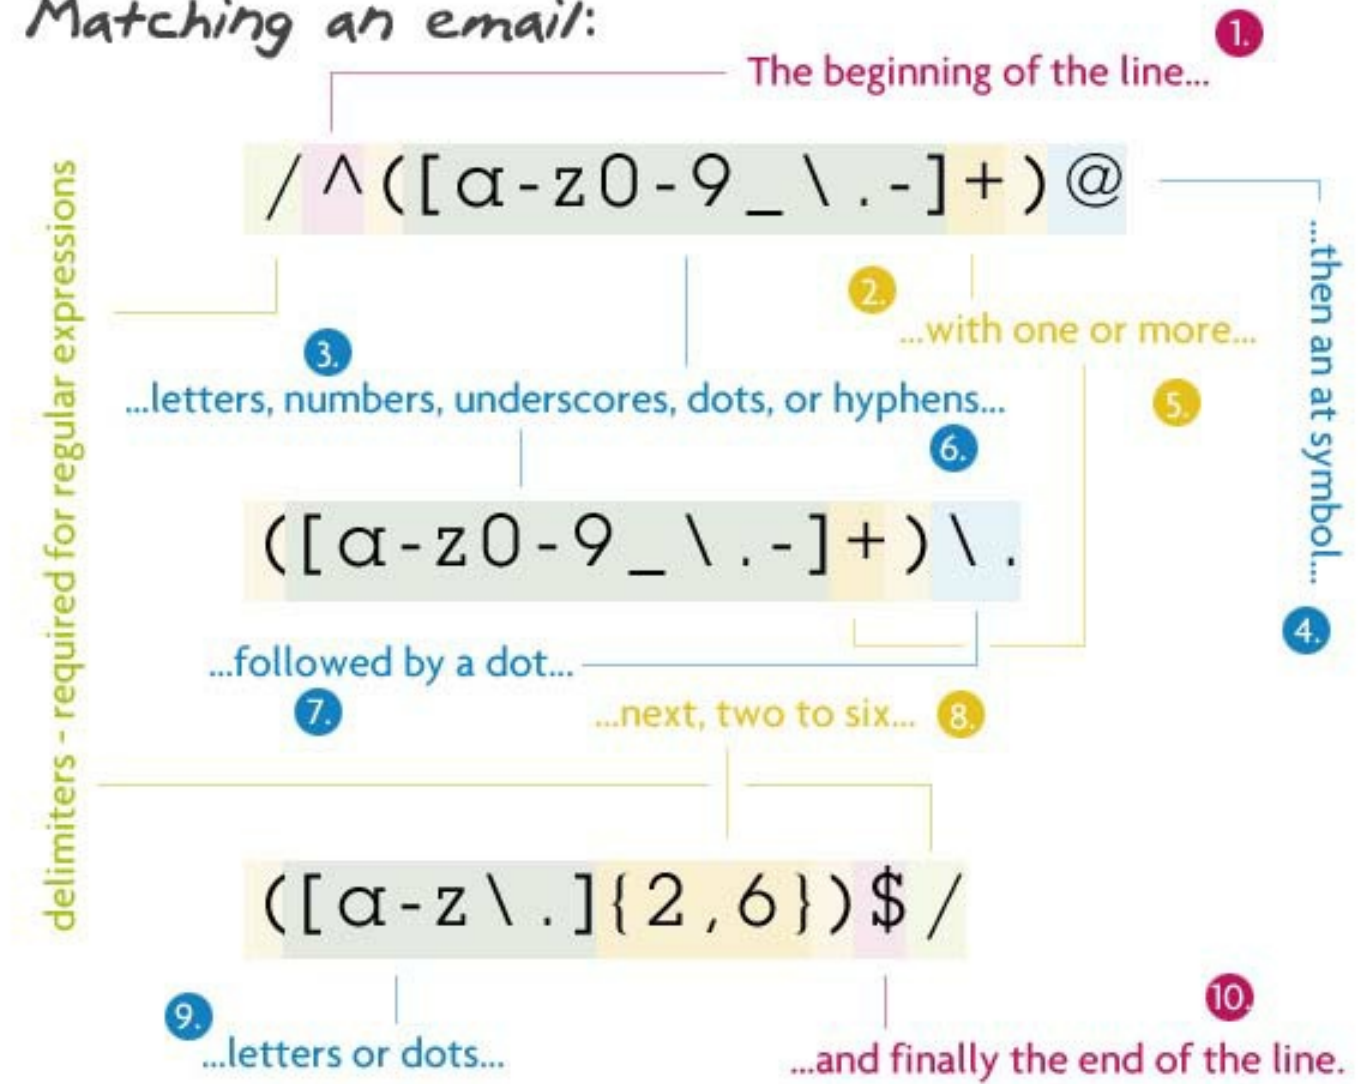 Matching an email:
1.
The beginning of the line...
/^([a-z0-9_\.-]+)@
delimiters - required for regular expressions
...then an at symbol...
4.
2.
...with one or more...
3.
5.
...letters, numbers, underscores, dots, or hyphens...
6.
([a-z0-9_\.-]+)\.
...followed by a dot...
7.
...next, two to six...
8.
([a-z\.]{2,6})$/
9.
...letters or dots...
10.
...and finally the end of the line.